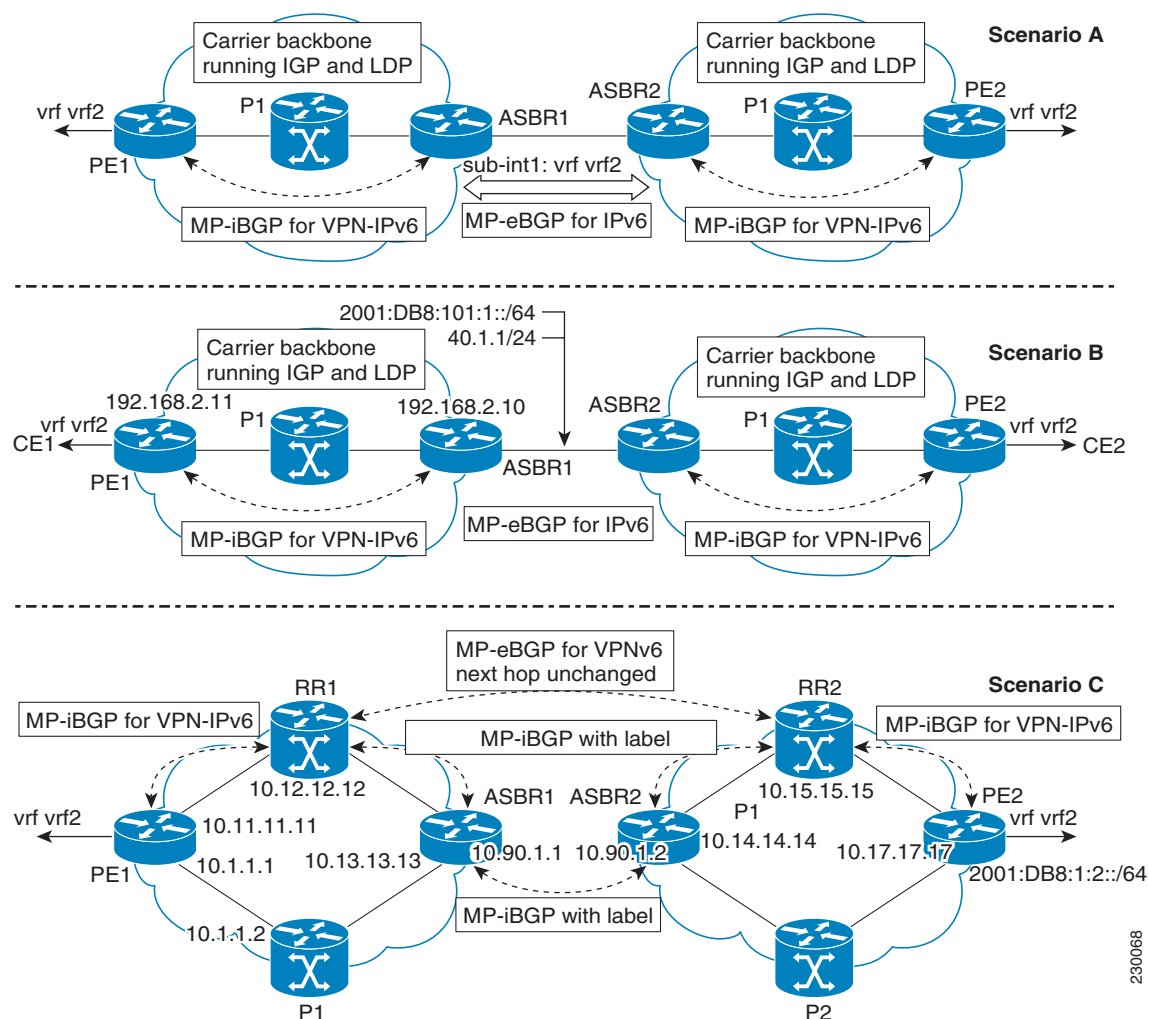 Scenario A
Carrier backbone
running IGP and LDP
Carrier backbone
running IGP and LDP
P1
ASBR1
ASBR2
P1
PE2
vrf vrf2
PE1
vrf vrf2
sub-int1: vrf vrf2
MP-iBGP for VPN-IPv6
MP-eBGP for IPv6
MP-iBGP for VPN-IPv6
2001:DB8:101:1::/64
40.1.1/24
Scenario B
Carrier backbone
running IGP and LDP
Carrier backbone
running IGP and LDP
192.168.2.11
P1
192.168.2.10
ASBR2
P1
PE2
vrf vrf2
CE1
PE1
ASBR1
vrf vrf2
CE2
MP-iBGP for VPN-IPv6
MP-eBGP for IPv6
MP-iBGP for VPN-IPv6
MP-eBGP for VPNv6
next hop unchanged
Scenario C
RR1
RR2
MP-iBGP for VPN-IPv6
MP-iBGP with label
MP-iBGP for VPN-IPv6
10.12.12.12
10.15.15.15
ASBR1
ASBR2
P1
PE2
vrf vrf2
10.11.11.11
10.14.14.14
vrf vrf2
PE1
10.1.1.1
10.13.13.13
10.90.1.1
10.90.1.2
10.17.17.17
2001:DB8:1:2::/64
MP-iBGP with label
10.1.1.2
P1
P2
230068